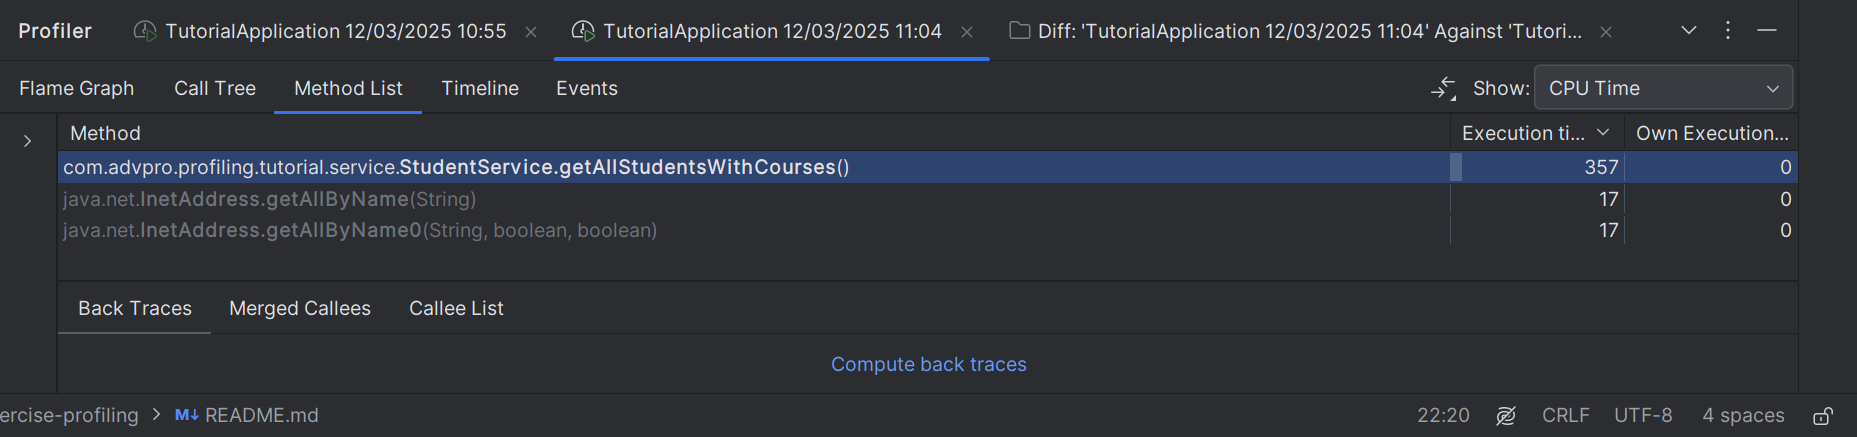 Profiler TutorialApplication 12/03/2025 10:55 TutorialApplication 12/03/2025 11:04 Diff: 'TutorialApplication 12/03/2025 11:04' Against 'Tutori...
Flame Graph Call Tree Method List Timeline Events Show: CPU Time
Method Execution ti... Own Execution...
com.advpro.profiling.tutorial.service.StudentService.getAllStudentsWithCourses() 357 0
java.net.InetAddress.getAllByName(String) 17 0
java.net.InetAddress.getAllByName0(String, boolean, boolean) 17 0
Back Traces Merged Callees Callee List
Compute back traces
ercise-profiling > M↓ README.md 22:20 CRLF UTF-8 4 spaces